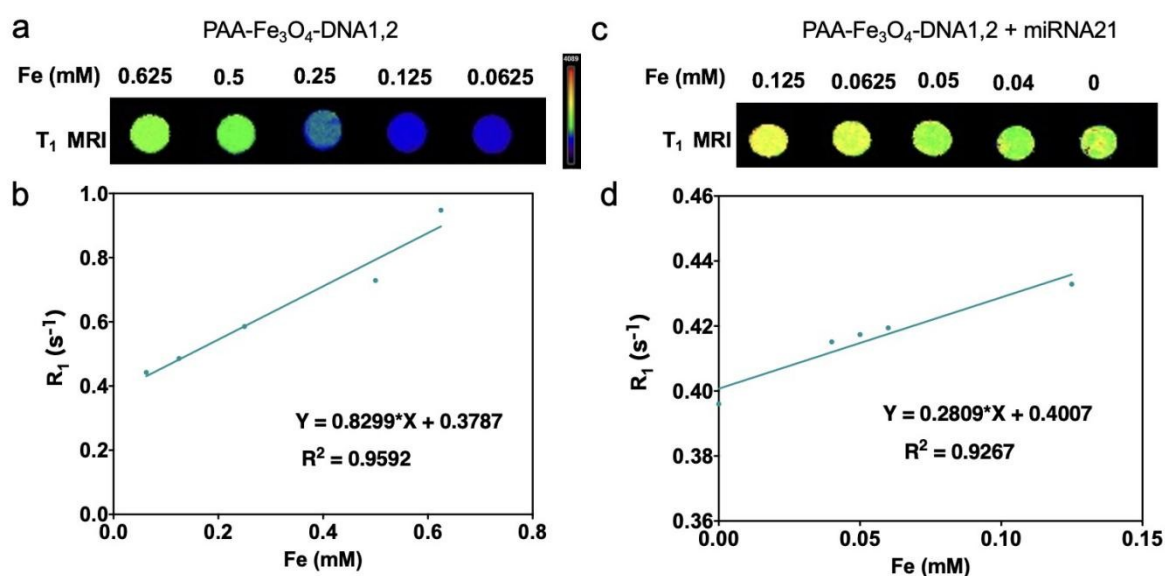 a
PAA-Fe₃O₄-DNA1,2
Fe (mM) 0.625 0.5 0.25 0.125 0.0625
4089
T₁ MRI
b
1.0
0.8
0.6
0.4
0.2
0.0
R₁ (s⁻¹)
Y = 0.8299*X + 0.3787
R² = 0.9592
0.0 0.2 0.4 0.6 0.8
Fe (mM)
c
PAA-Fe₃O₄-DNA1,2 + miRNA21
Fe (mM) 0.125 0.0625 0.05 0.04 0
T₁ MRI
d
0.46
0.44
0.42
0.40
0.38
0.36
R₁ (s⁻¹)
Y = 0.2809*X + 0.4007
R² = 0.9267
0.00 0.05 0.10 0.15
Fe (mM)